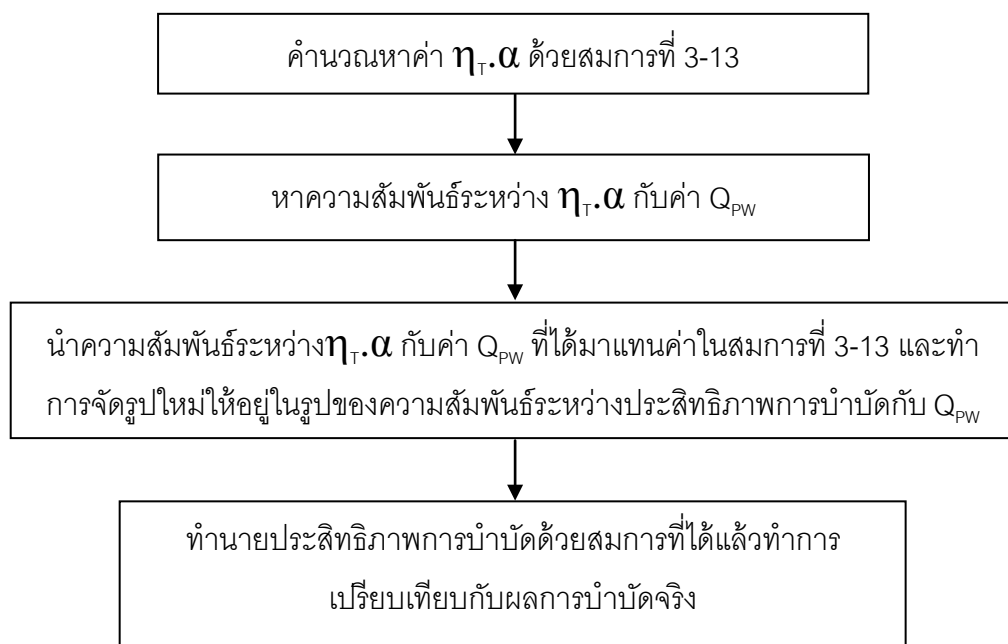 คำนวณหาค่า η_T.α ด้วยสมการที่ 3-13
หาความสัมพันธ์ระหว่าง η_T.α กับค่า Q_PW
นำความสัมพันธ์ระหว่างη_T.α กับค่า Q_PW ที่ได้มาแทนค่าในสมการที่ 3-13 และทำ
การจัดรูปใหม่ให้อยู่ในรูปของความสัมพันธ์ระหว่างประสิทธิภาพการบำบัดกับ Q_PW
ทำนายประสิทธิภาพการบำบัดด้วยสมการที่ได้แล้วทำการ
เปรียบเทียบกับผลการบำบัดจริง